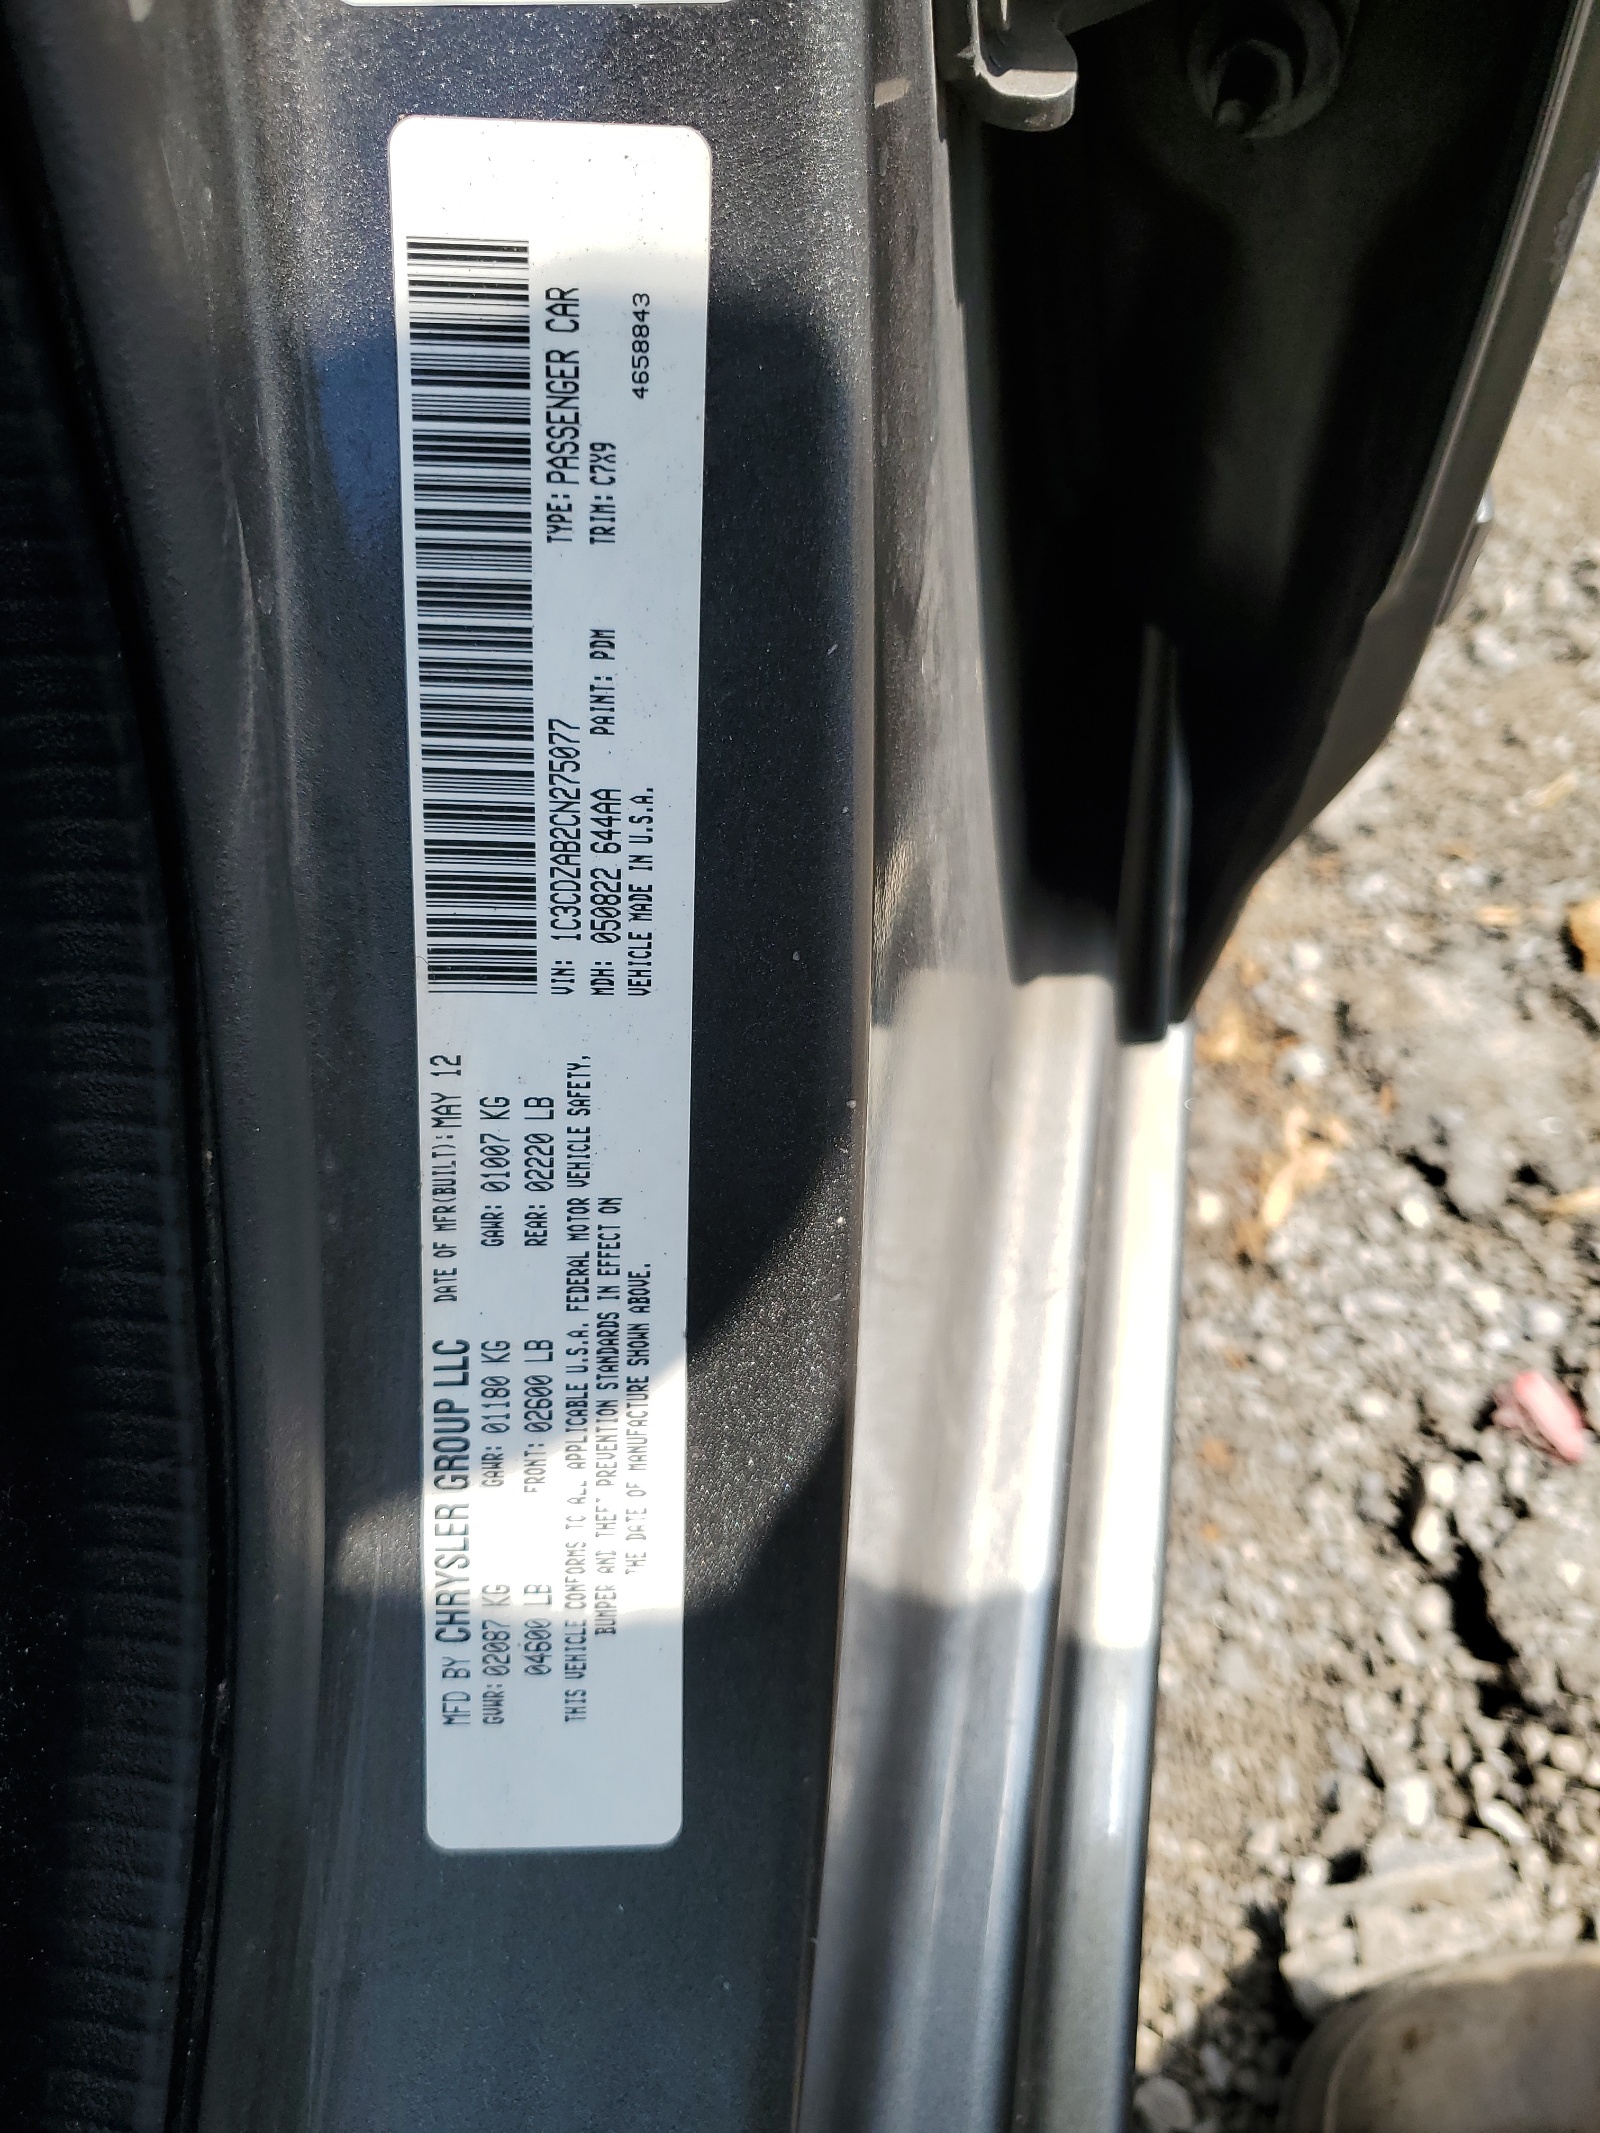 MFD BY CHRYSLER GROUP LLC DATE OF MFR(BUILT): MAY 12
GVWR: 02087 KG GAWR: 01180 KG GAWR: 01007 KG
04600 LB FRONT: 02600 LB REAR: 02220 LB
THIS VEHICLE CONFORMS TO ALL APPLICABLE U.S.A. FEDERAL MOTOR VEHICLE SAFETY,
BUMPER AND THEFT PREVENTION STANDARDS IN EFFECT ON
THE DATE OF MANUFACTURE SHOWN ABOVE.
VIN: 1C3CDZAB2CN275077 TYPE: PASSENGER CAR
MDH: 050822 644AA PAINT: PDM TRIM: C7X9
VEHICLE MADE IN U.S.A. 4658843